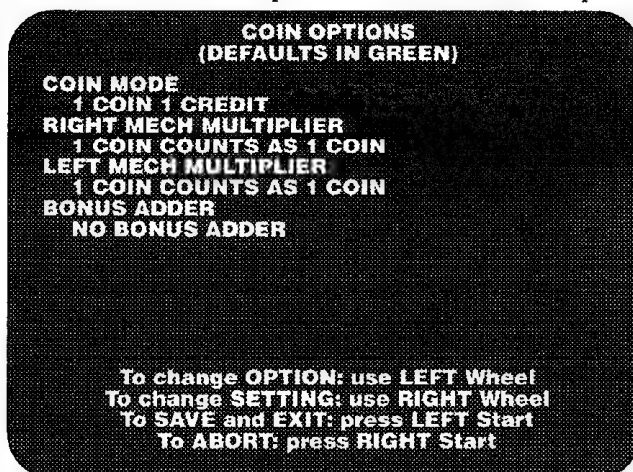 COIN OPTIONS
(DEFAULTS IN GREEN)
COIN MODE
1 COIN 1 CREDIT
RIGHT MECH MULTIPLIER
1 COIN COUNTS AS 1 COIN
LEFT MECH MULTIPLIER
1 COIN COUNTS AS 1 COIN
BONUS ADDER
NO BONUS ADDER
To change OPTION: use LEFT Wheel
To change SETTING: use RIGHT Wheel
To SAVE and EXIT: press LEFT Start
To ABORT: press RIGHT Start